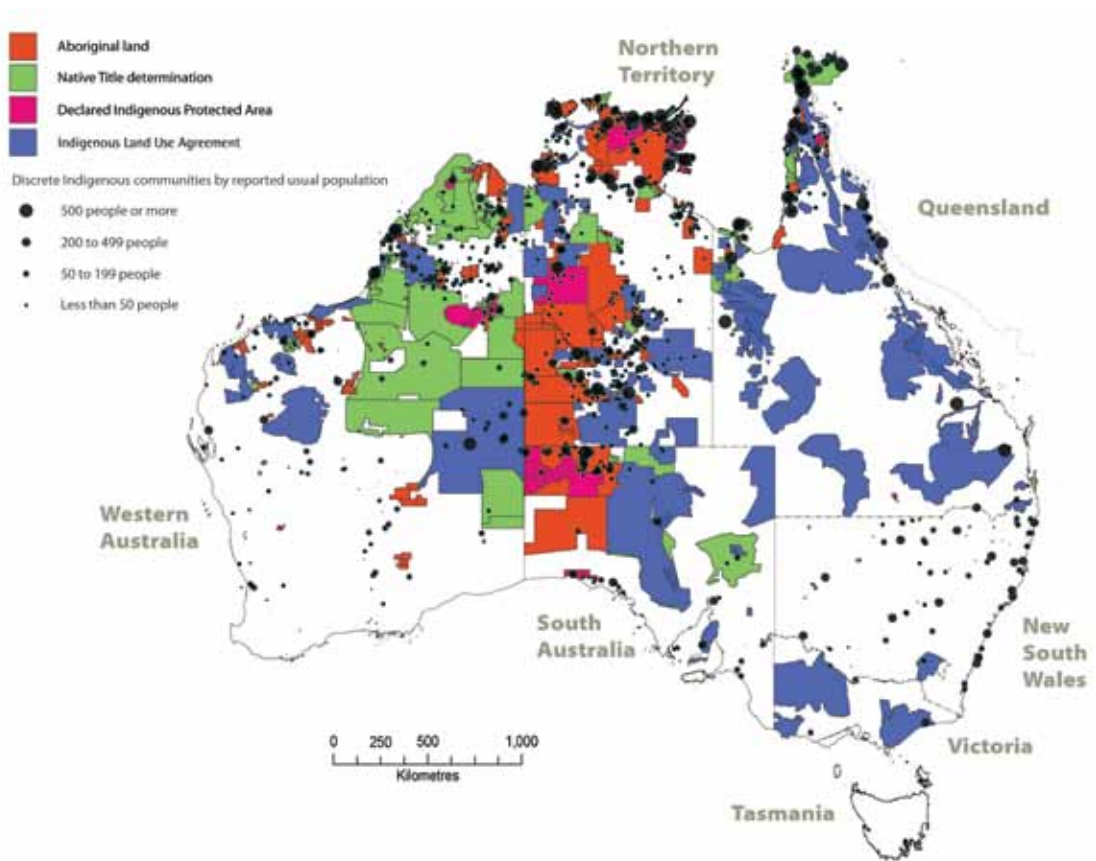 Aboriginal land
Native Title determination
Declared Indigenous Protected Area
Indigenous Land Use Agreement
Discrete Indigenous communities by reported usual population
500 people or more
200 to 499 people
50 to 199 people
Less than 50 people
Northern
Territory
Queensland
Western
Australia
South
Australia
New
South
Wales
Victoria
Tasmania
0 250 500 1,000
Kilometres